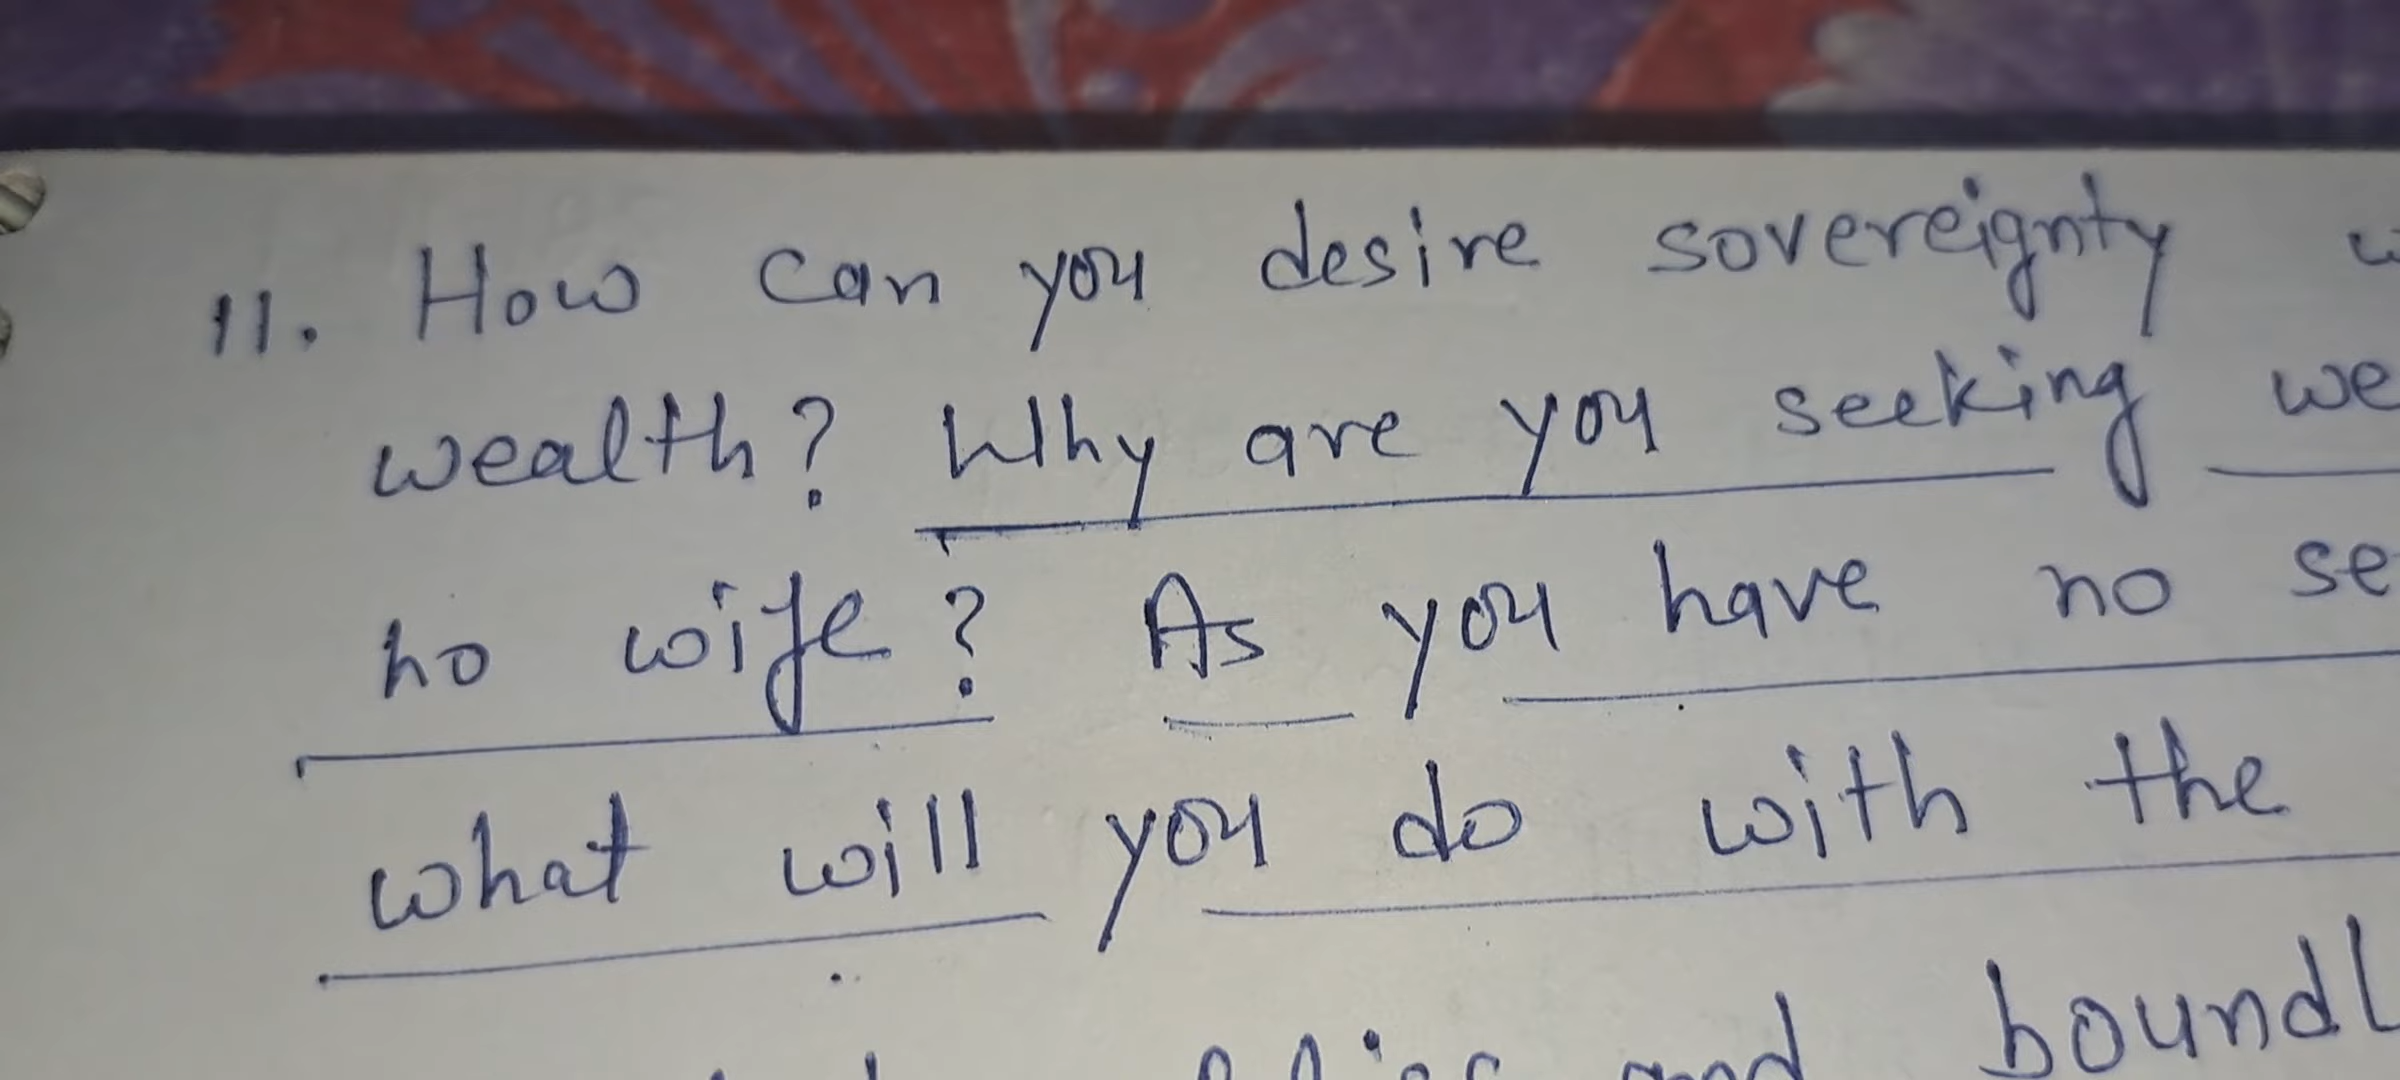 11. How can you desire sovereignty
wealth? Why are you seeking we
no wife? As you have no se
what will you do with the
and boundl